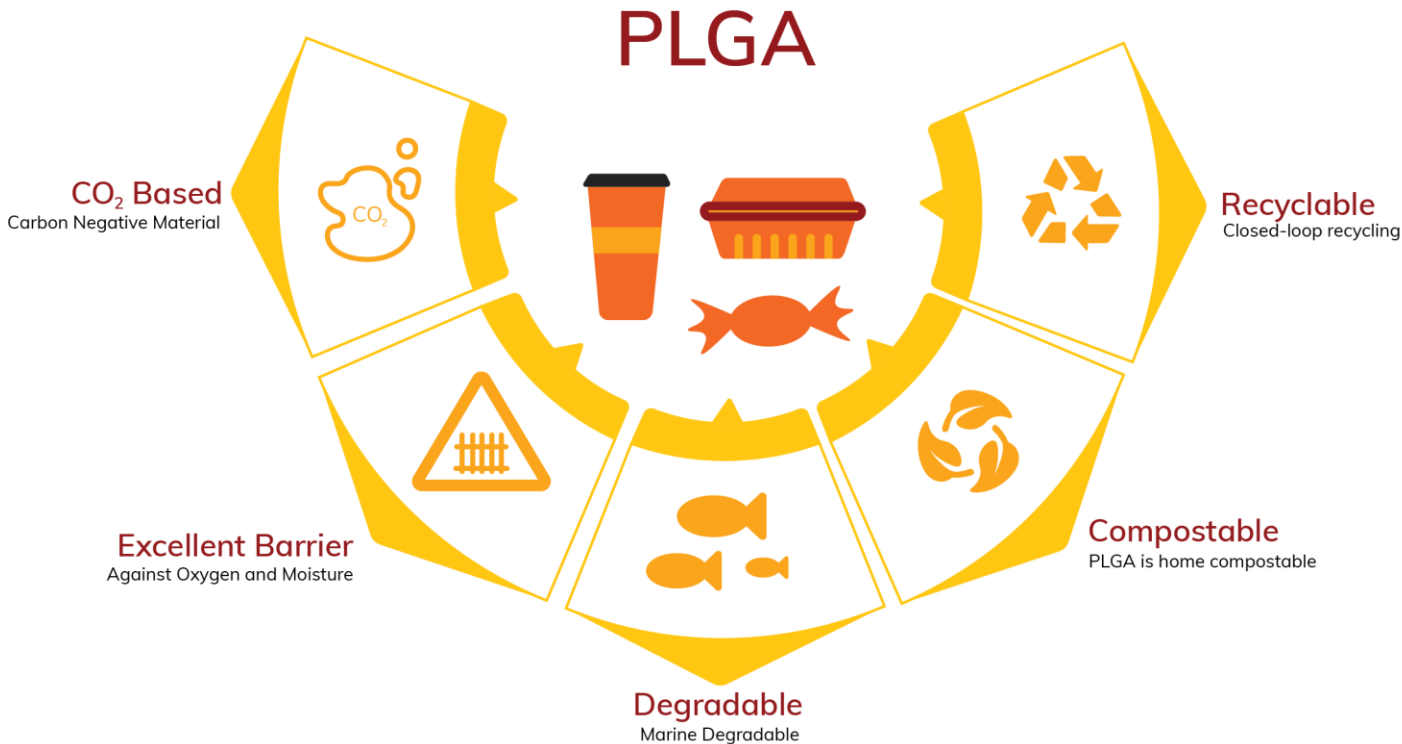 PLGA
CO₂ Based
Carbon Negative Material
CO₂
Excellent Barrier
Against Oxygen and Moisture
Degradable
Marine Degradable
Compostable
PLGA is home compostable
Recyclable
Closed-loop recycling